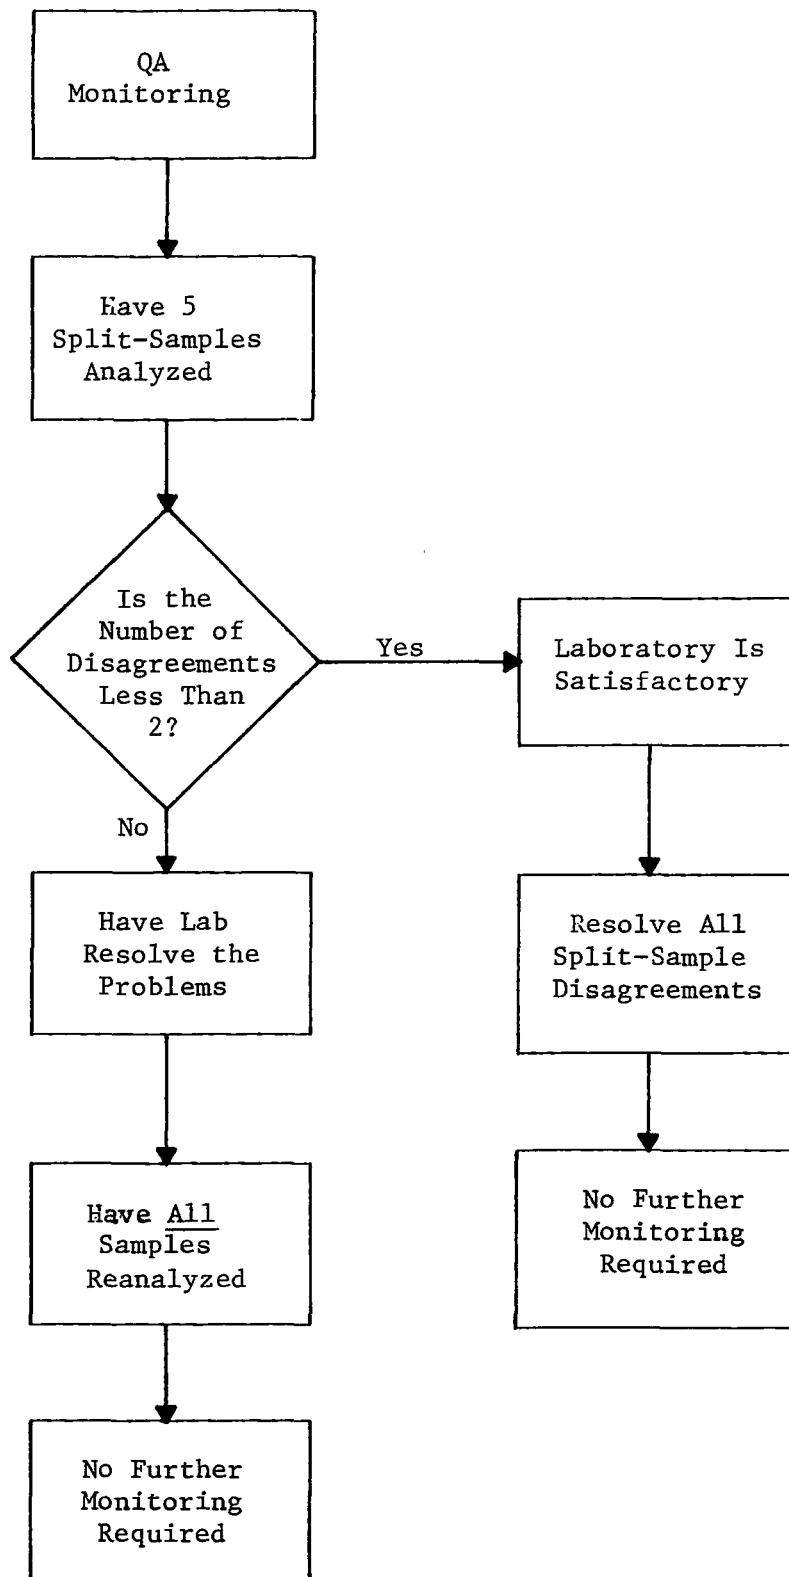 QA
Monitoring
Have 5
Split-Samples
Analyzed
Is the
Number of
Disagreements
Less Than
2?
Yes
Laboratory Is
Satisfactory
No
Have Lab
Resolve the
Problems
Resolve All
Split-Sample
Disagreements
Have All
Samples
Reanalyzed
No Further
Monitoring
Required
No Further
Monitoring
Required